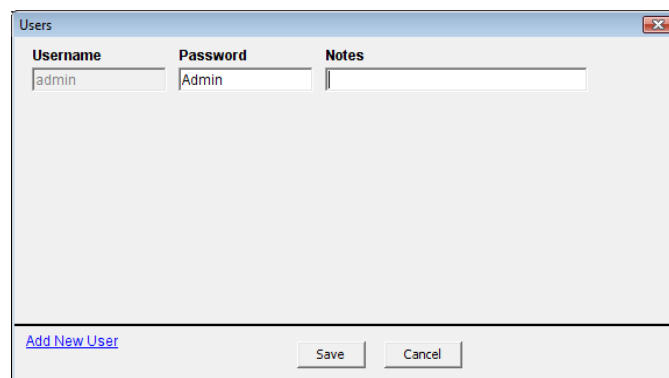 Users
Username Password Notes
admin Admin
Add New User
Save Cancel